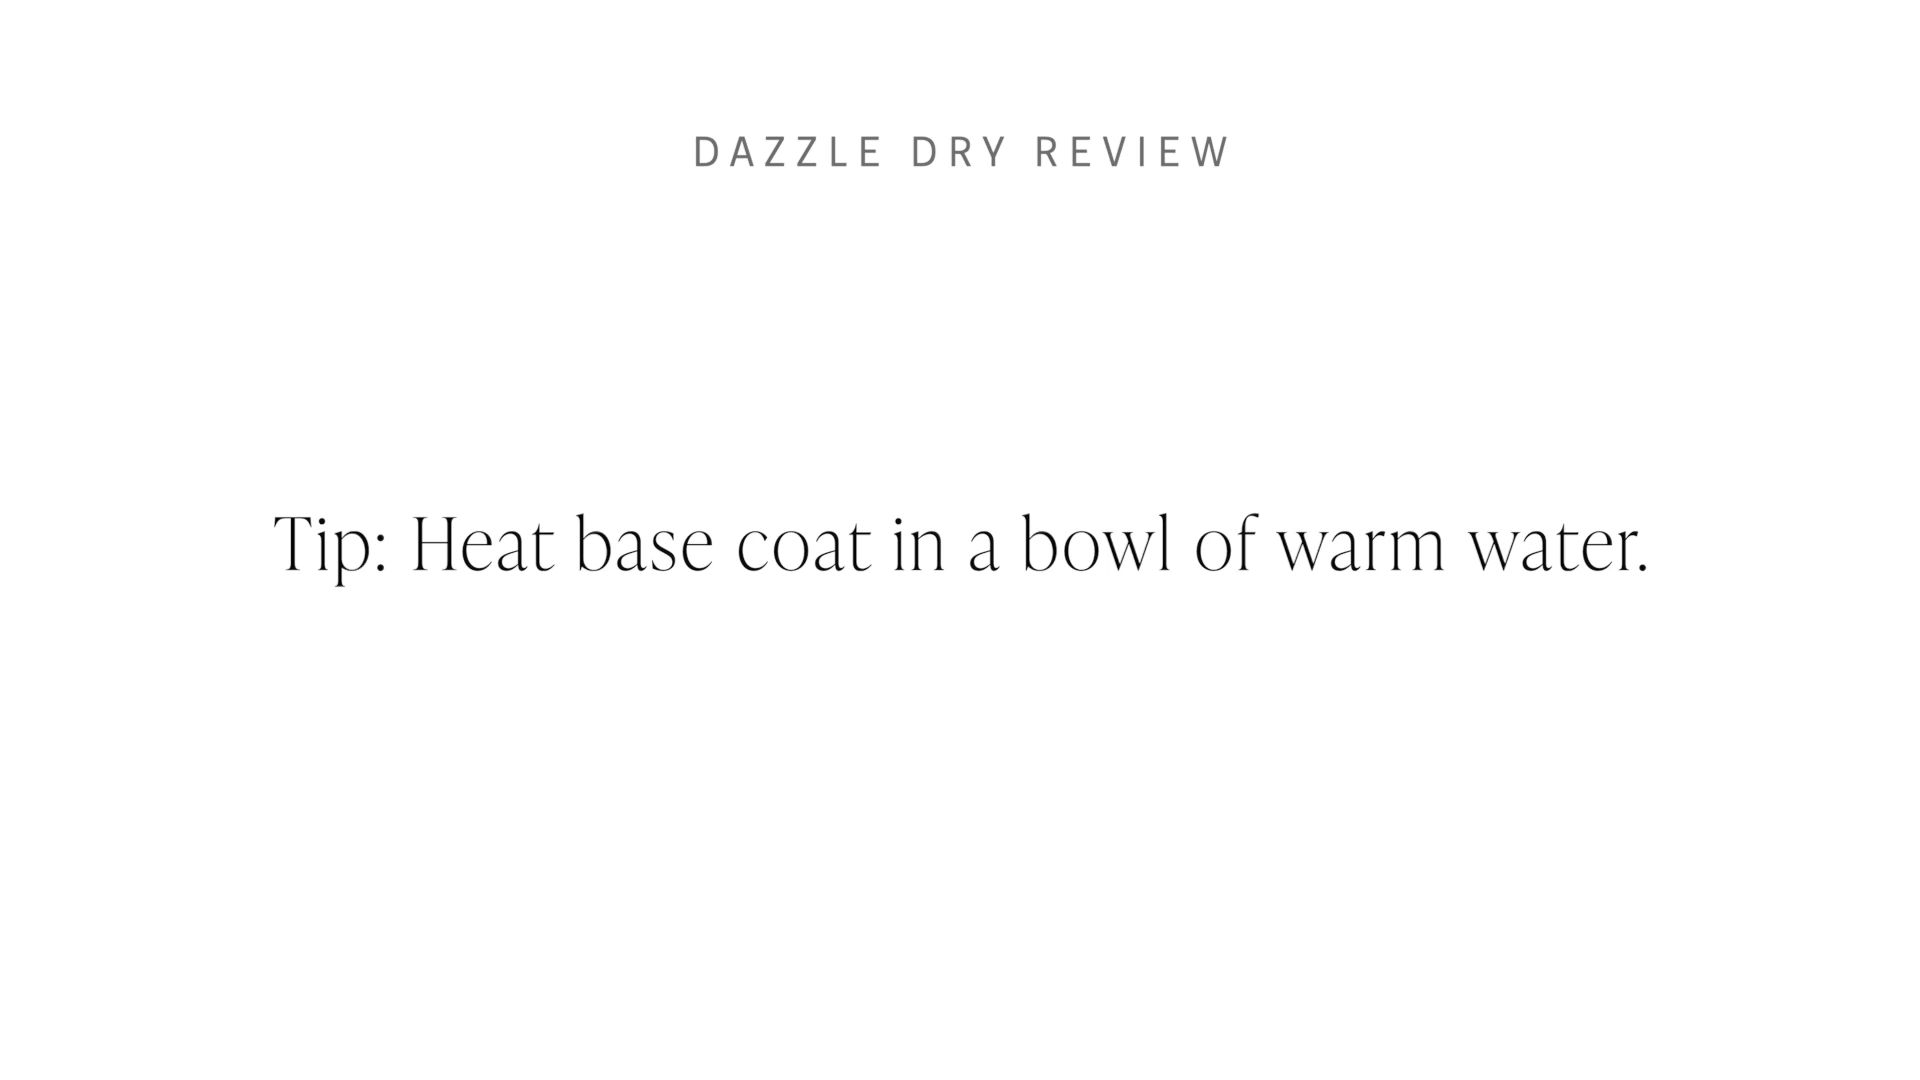 DAZZLE DRY REVIEW
Tip: Heat base coat in a bowl of warm water.